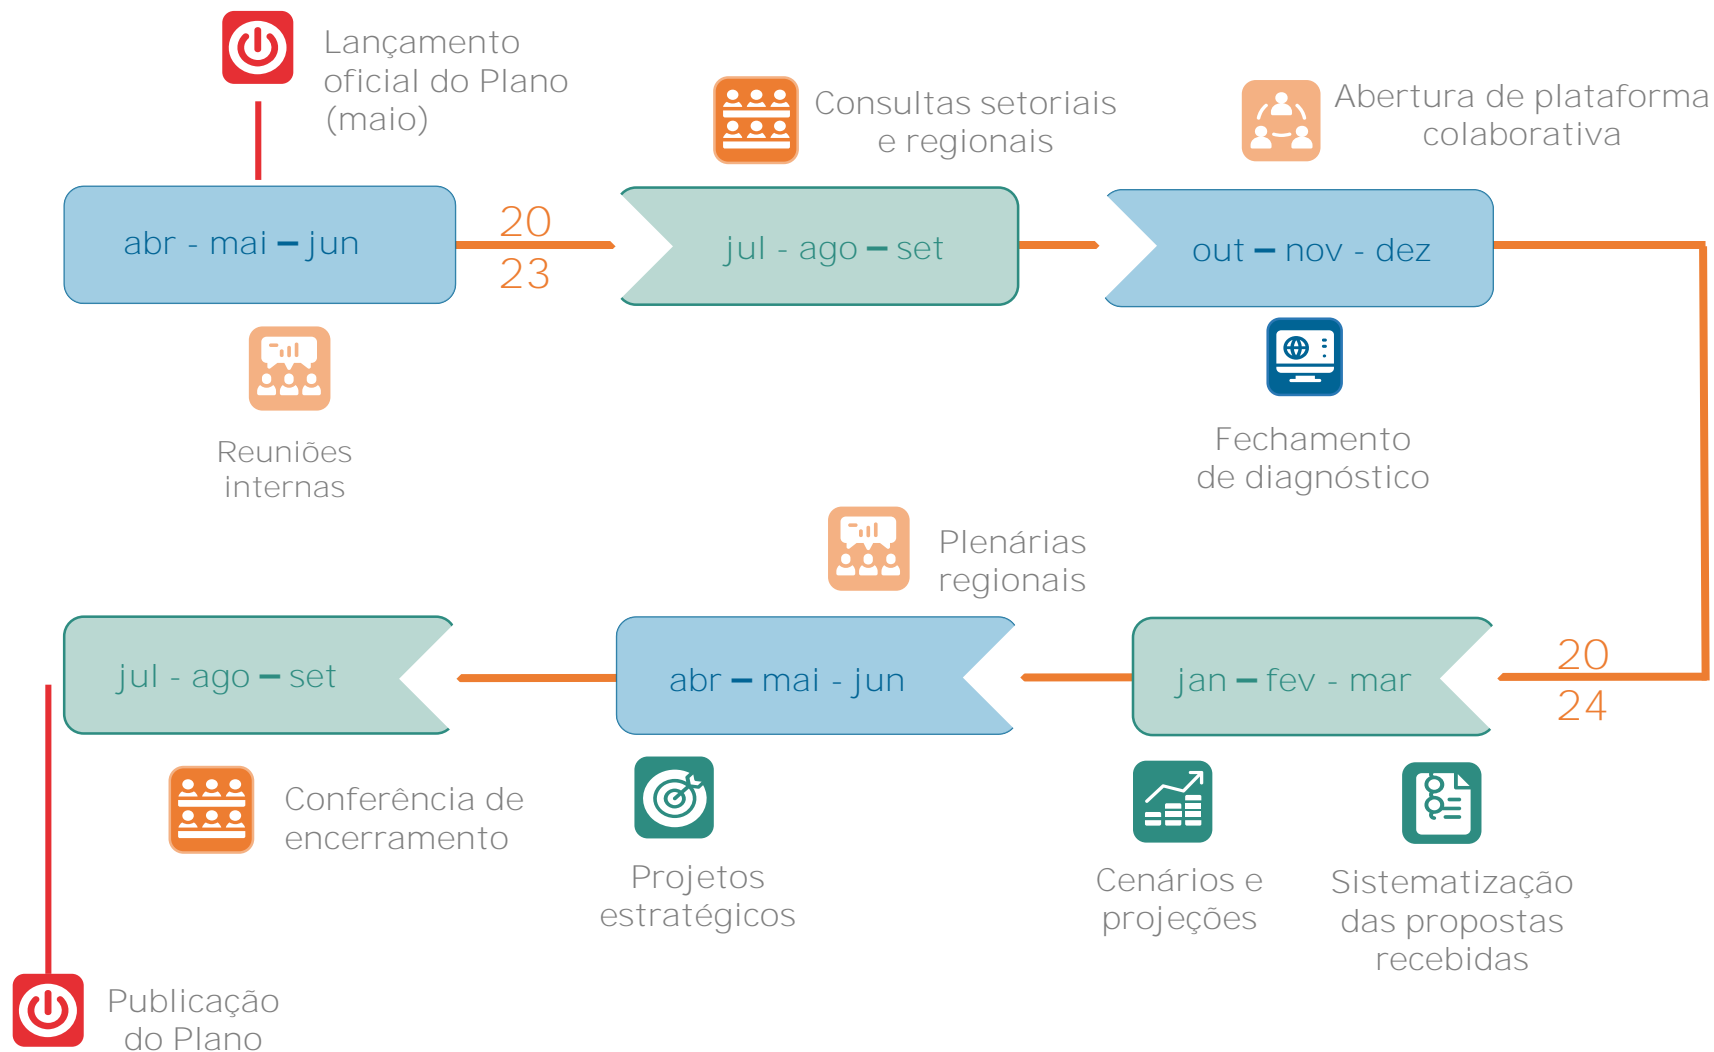 Lançamento
oficial do Plano
(maio)
Consultas setoriais
e regionais
Abertura de plataforma
colaborativa
abr - mai – jun
20
23
jul - ago – set
out – nov - dez
Reuniões
internas
Fechamento
de diagnóstico
Plenárias
regionais
jul - ago – set
abr – mai - jun
jan – fev - mar
20
24
Conferência de
encerramento
Projetos
estratégicos
Cenários e
projeções
Sistematização
das propostas
recebidas
Publicação
do Plano